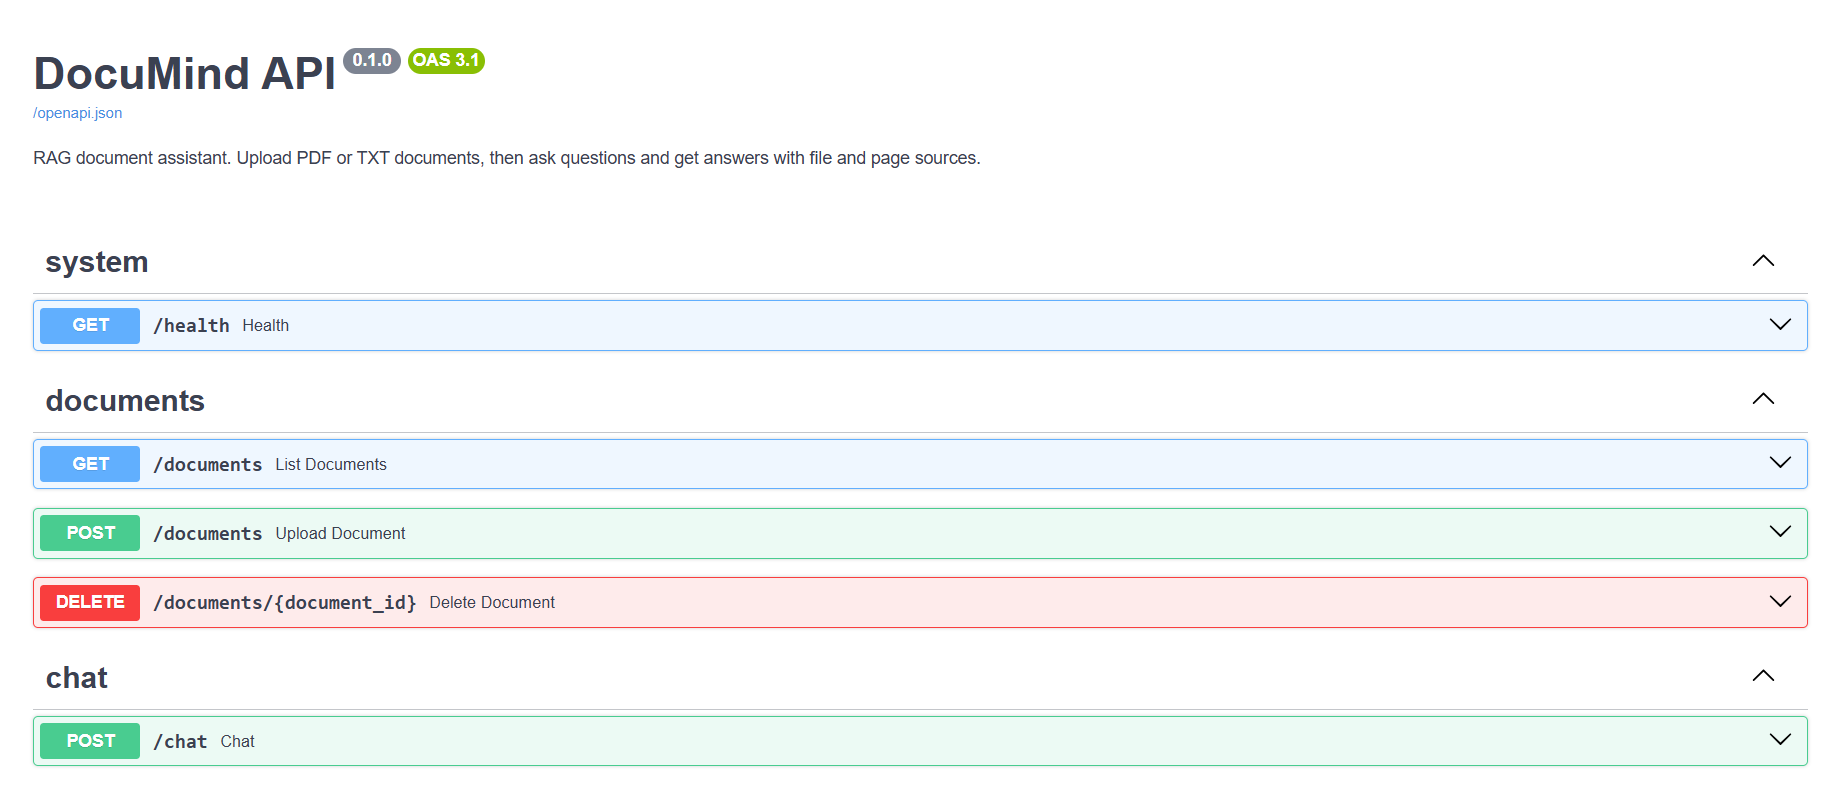 DocuMind API 0.1.0 OAS 3.1
/openapi.json
RAG document assistant. Upload PDF or TXT documents, then ask questions and get answers with file and page sources.
system
GET /health Health
documents
GET /documents List Documents
POST /documents Upload Document
DELETE /documents/{document_id} Delete Document
chat
POST /chat Chat